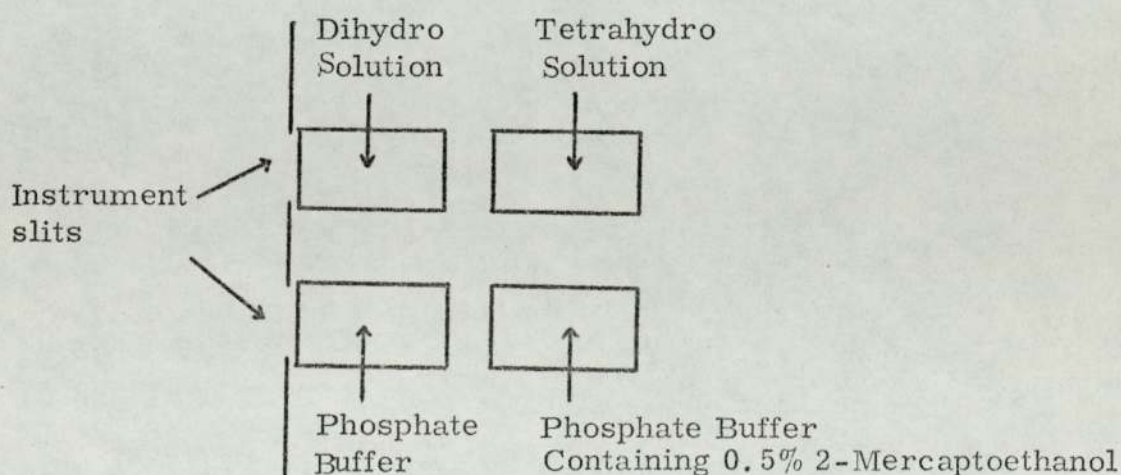 Dihydro
Solution
Tetrahydro
Solution
Instrument
slits
Phosphate
Buffer
Phosphate Buffer
Containing 0.5% 2-Mercaptoethanol